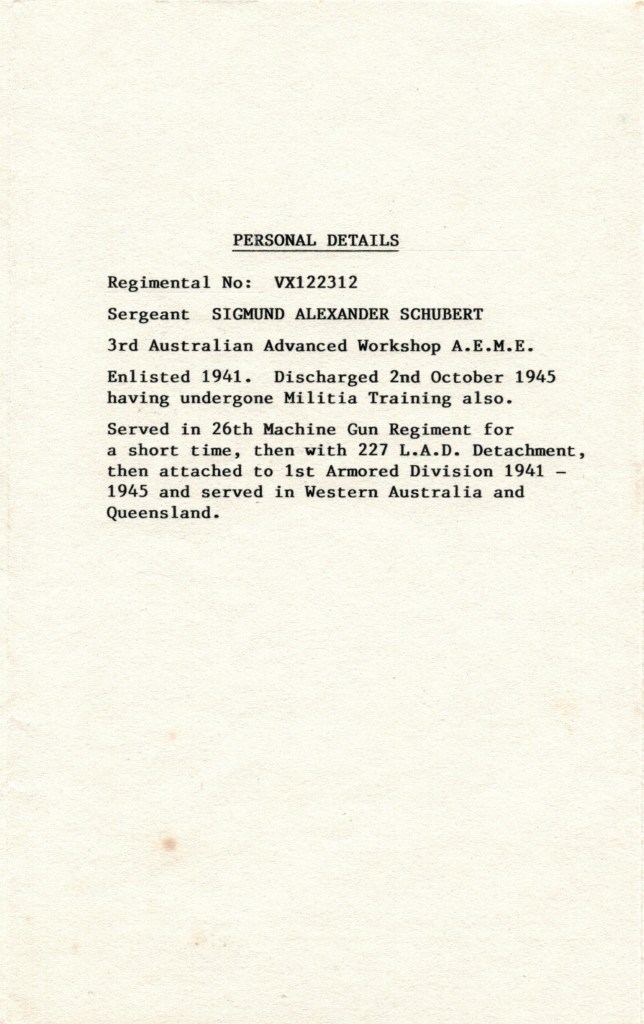 PERSONAL DETAILS
Regimental No: VX122312
Sergeant SIGMUND ALEXANDER SCHUBERT
3rd Australian Advanced Workshop A.E.M.E.
Enlisted 1941. Discharged 2nd October 1945
having undergone Militia Training also.
Served in 26th Machine Gun Regiment for
a short time, then with 227 L.A.D. Detachment,
then attached to 1st Armored Division 1941 –
1945 and served in Western Australia and
Queensland.